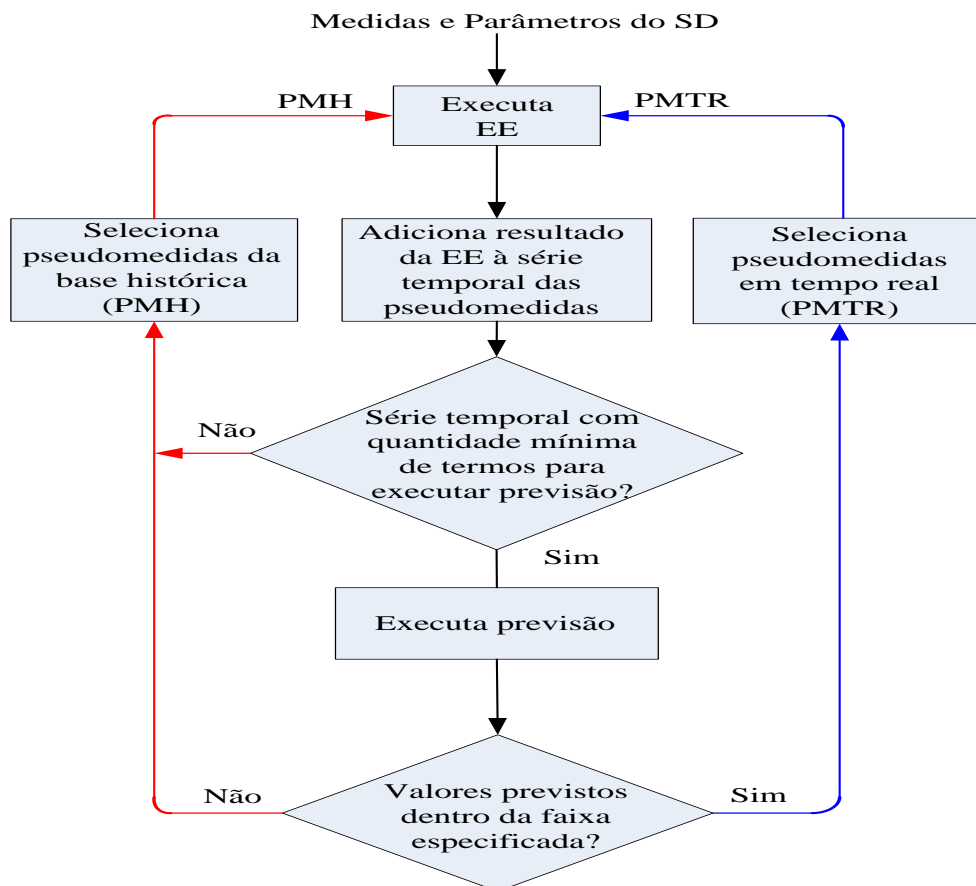 Medidas e Parâmetros do SD
PMH
PMTR
Executa
EE
Seleciona
pseudomedidas da
base histórica
(PMH)
Adiciona resultado
da EE à série
temporal das
pseudomedidas
Seleciona
pseudomedidas
em tempo real
(PMTR)
Não
Série temporal com
quantidade mínima
de termos para
executar previsão?
Sim
Executa previsão
Não
Valores previstos
dentro da faixa
especificada?
Sim